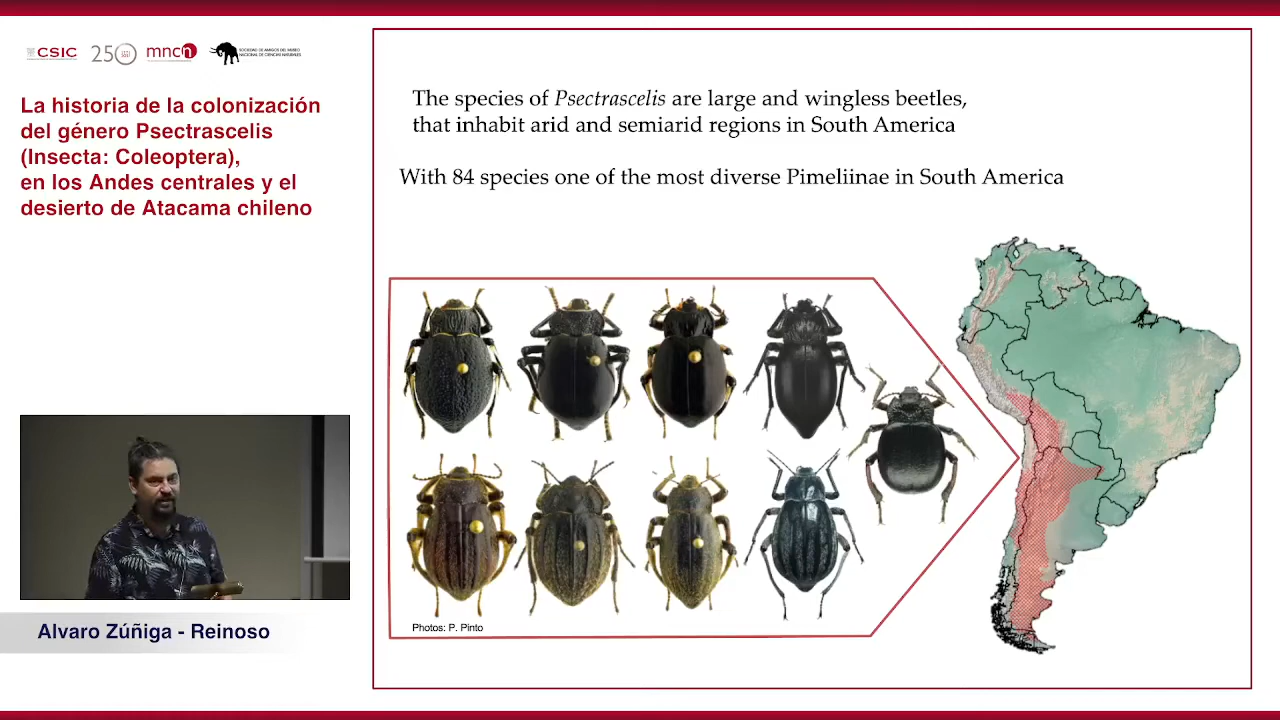 CSIC
250
mncn
SOCIEDAD DE AMIGOS DEL MUSEO
NACIONAL DE CIENCIAS NATURALES
La historia de la colonización
del género Psectrascelis
(Insecta: Coleoptera),
en los Andes centrales y el
desierto de Atacama chileno
The species of Psectrascelis are large and wingless beetles,
that inhabit arid and semiarid regions in South America
With 84 species one of the most diverse Pimeliinae in South America
Photos: P. Pinto
Alvaro Zúñiga - Reinoso